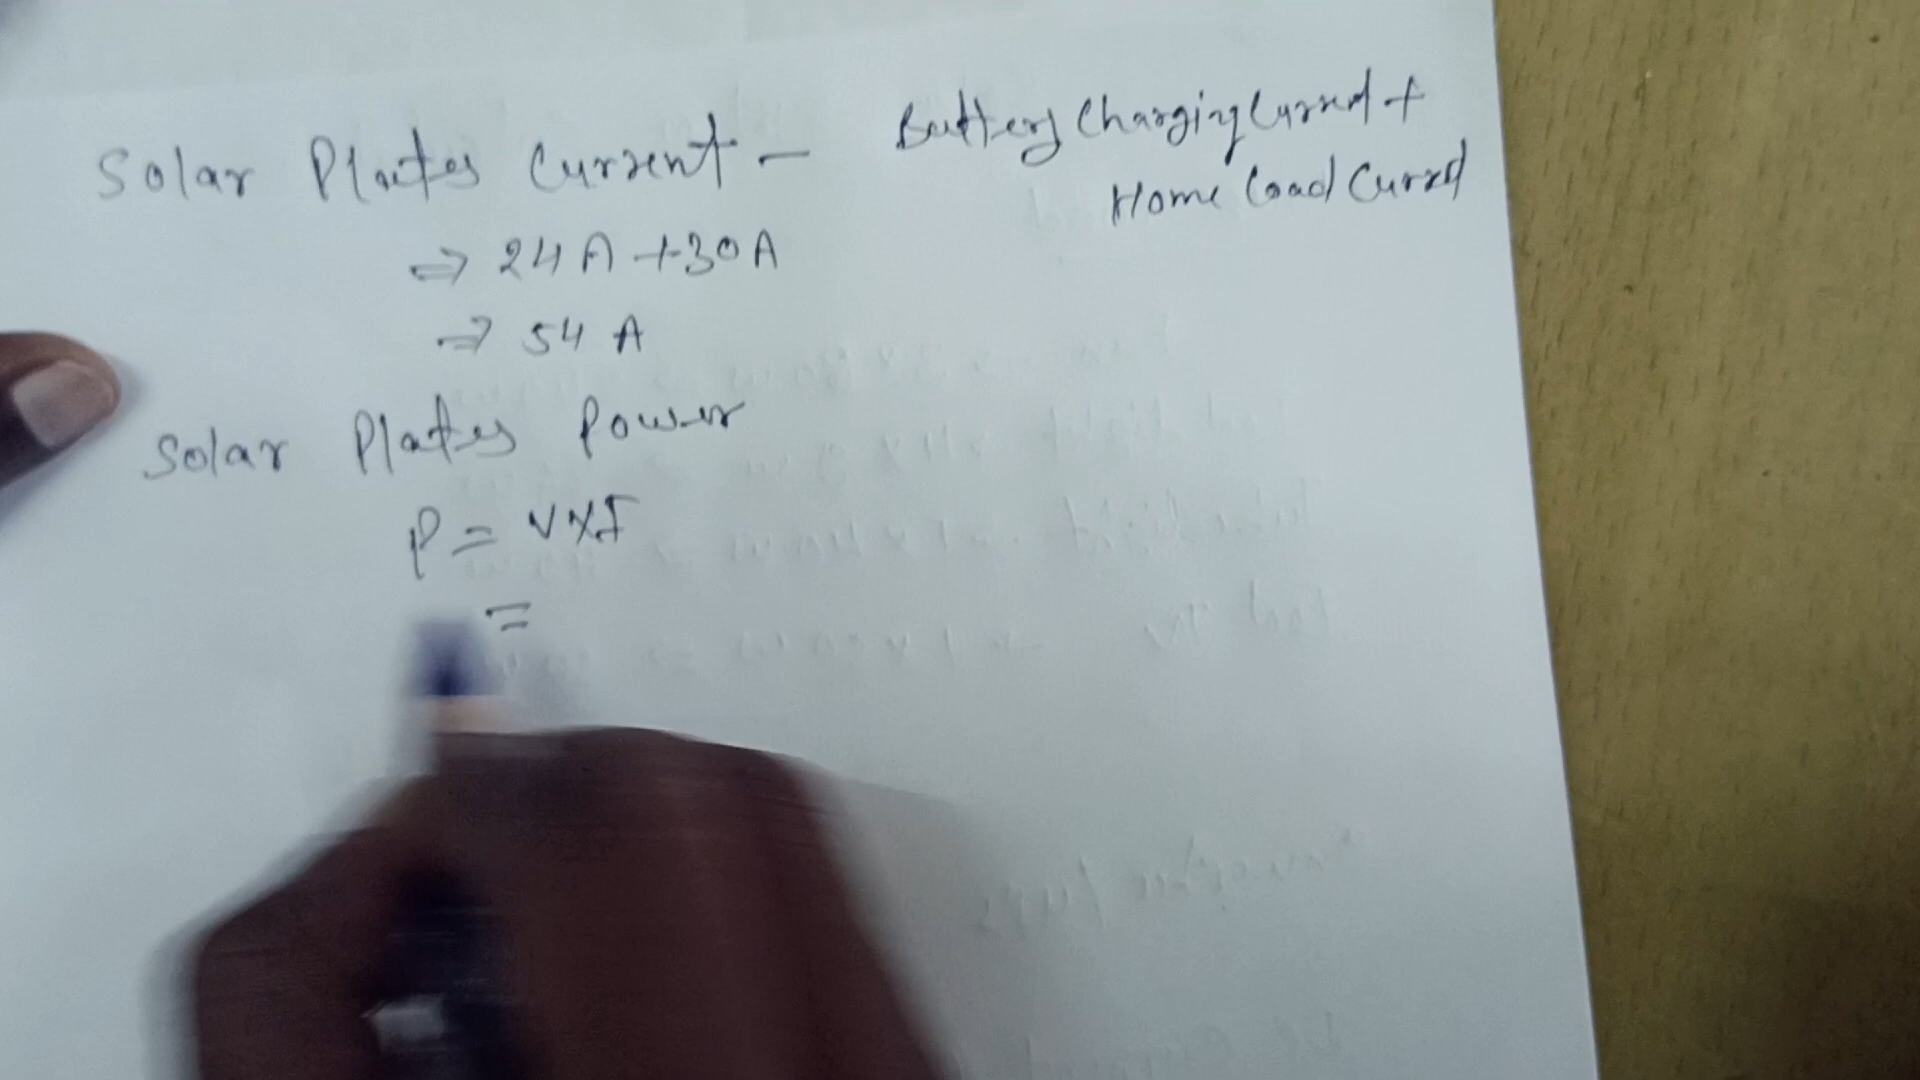 Solar Plates Current - Battery Charging Current +
Home Load Current
⇒ 24A + 30A
⇒ 54 A
Solar Plates Power
P = V×I
=